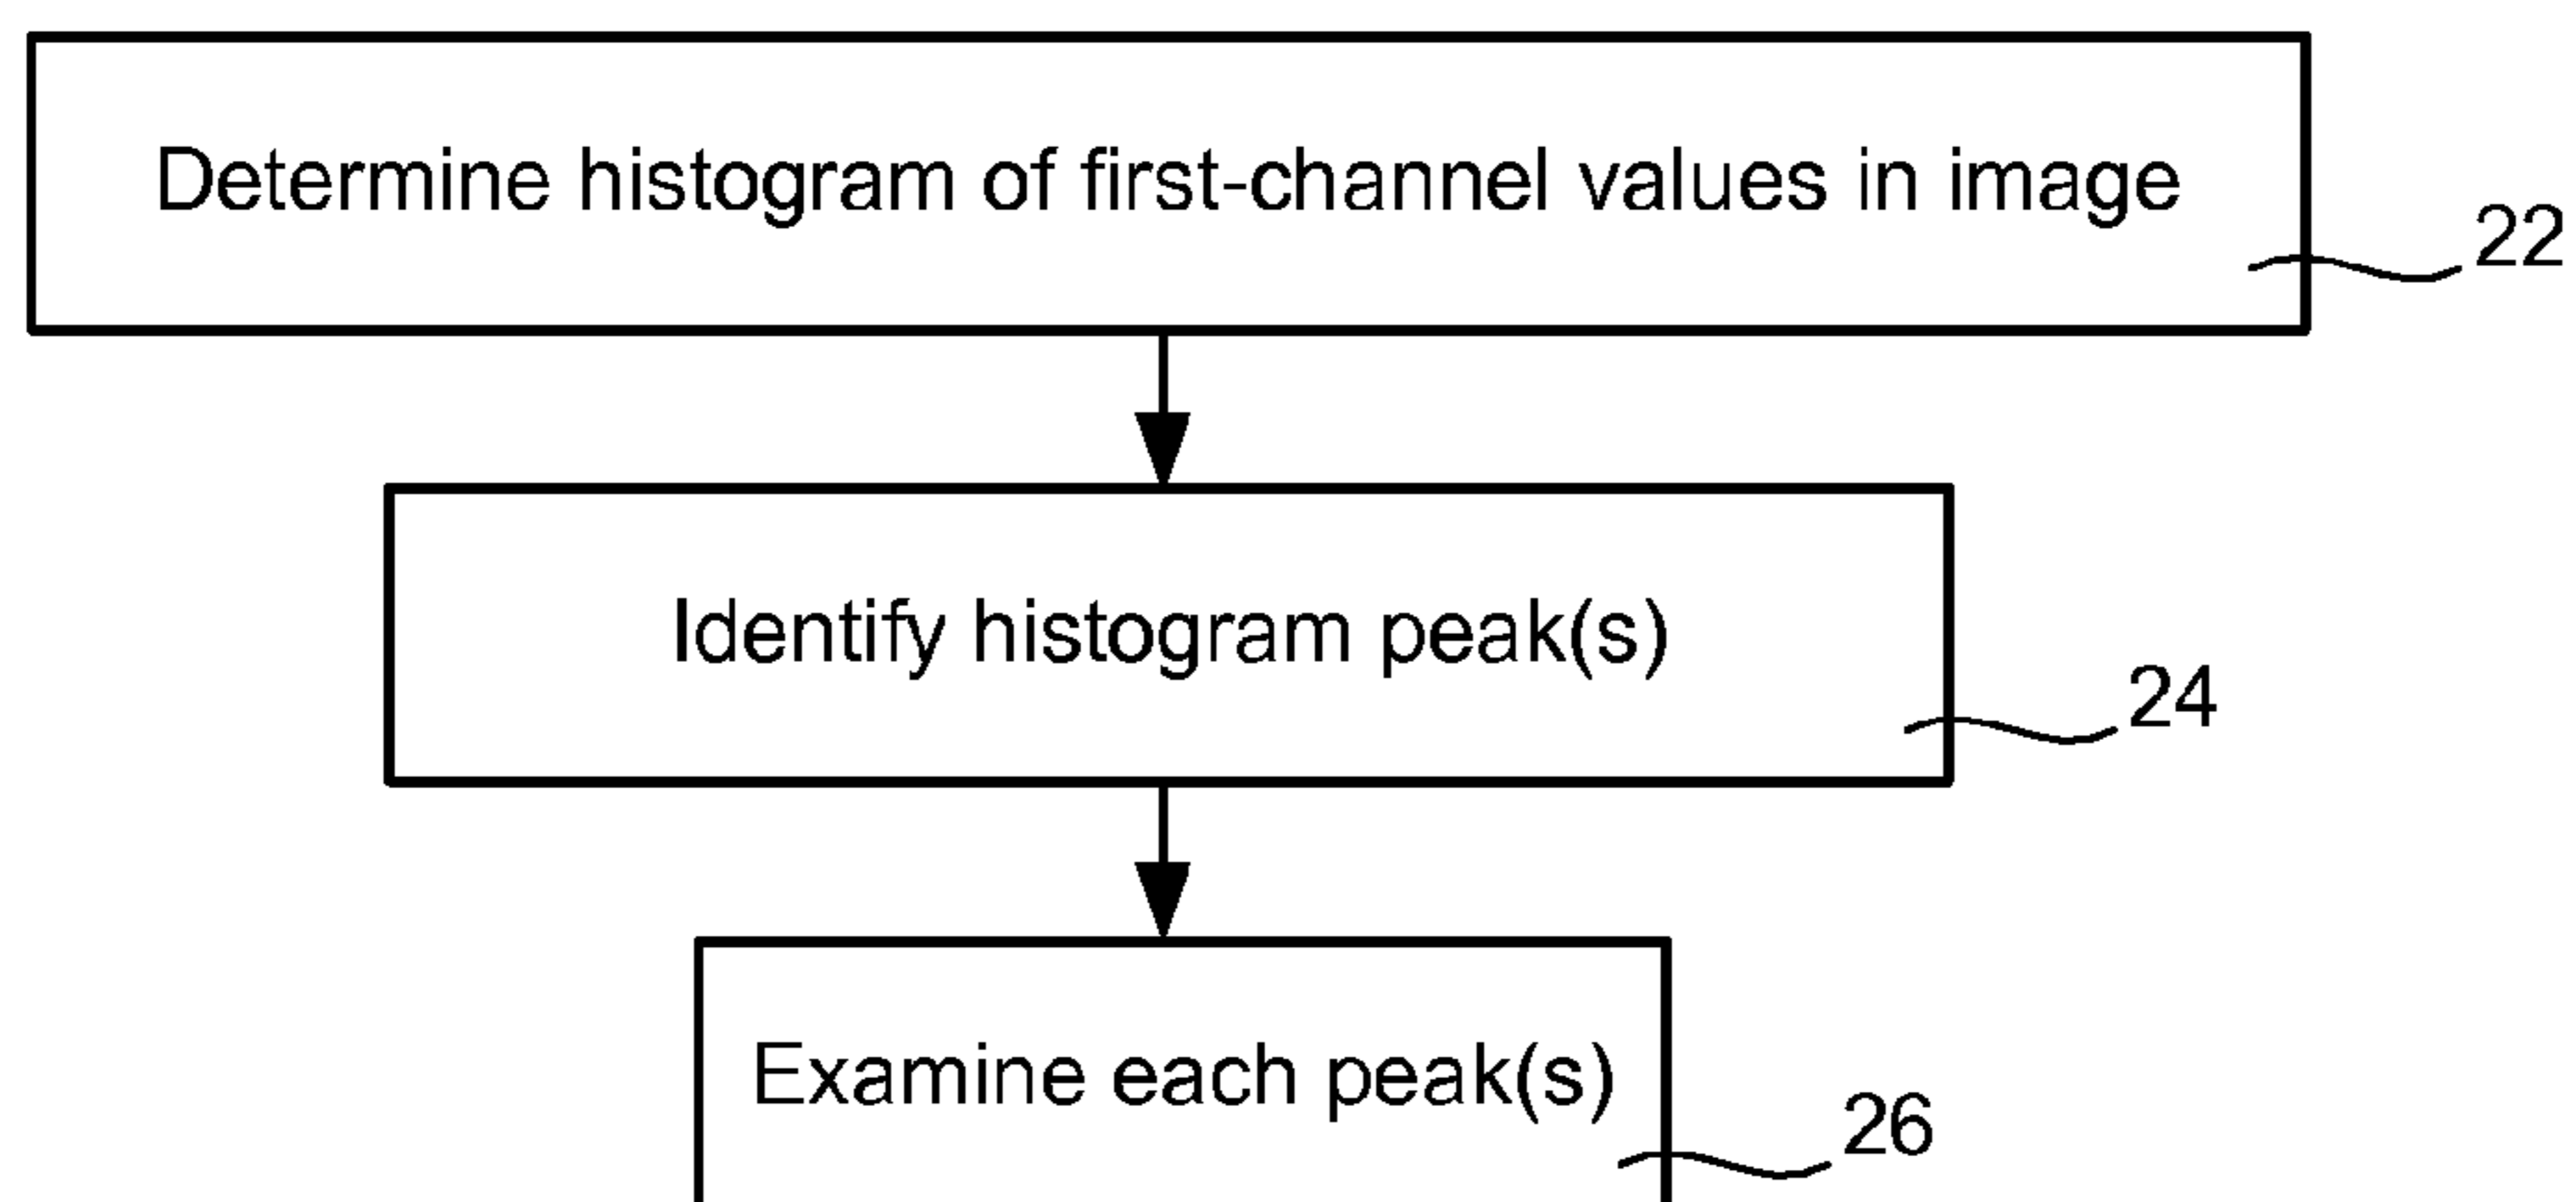 Determine histogram of first-channel values in image
22
Identify histogram peak(s)
24
Examine each peak(s)
26